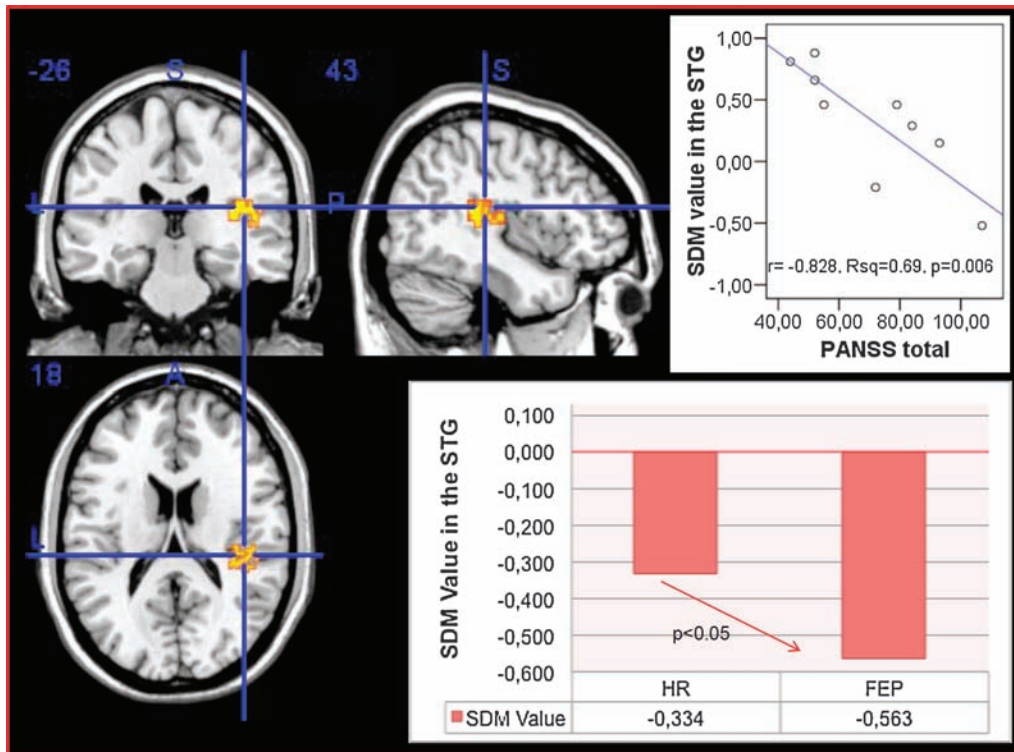 -26
S
L
43
S
P
18
A
L
SDM value in the STG
1,00
0,50
0,00
-0,50
-1,00
r= -0.828, Rsq=0.69, p=0.006
40,00 60,00 80,00 100,00
PANSS total
SDM Value in the STG
0,100
0,000
-0,100
-0,200
-0,300
-0,400
-0,500
-0,600
p<0.05
HR FEP
SDM Value -0,334 -0,563